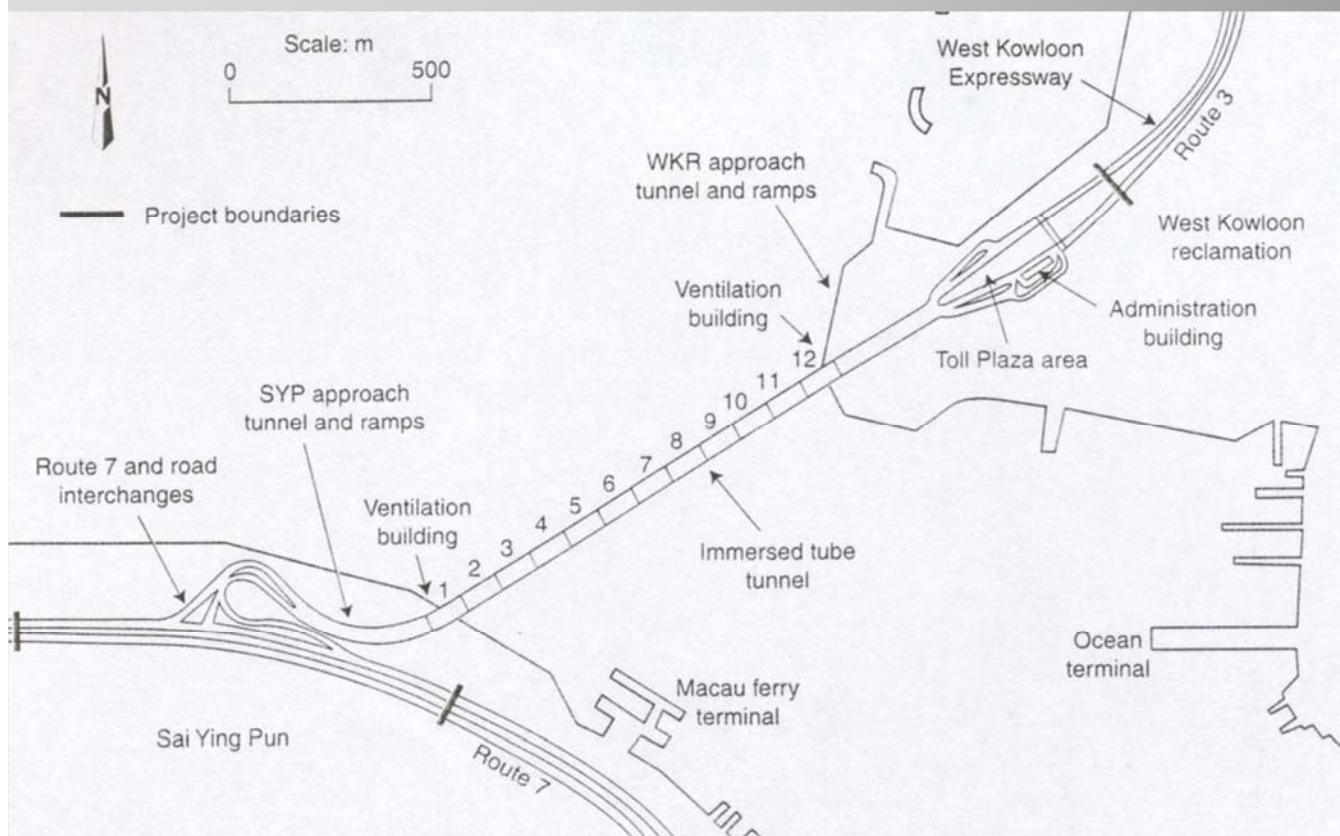 Scale: m
0 500
N
Project boundaries
West Kowloon
Expressway
Route 3
WKR approach
tunnel and ramps
West Kowloon
reclamation
Ventilation
building
Administration
building
Toll Plaza area
12
11
10
9
8
7
6
5
4
3
2
1
SYP approach
tunnel and ramps
Route 7 and road
interchanges
Ventilation
building
Immersed tube
tunnel
Ocean
terminal
Macau ferry
terminal
Sai Ying Pun
Route 7